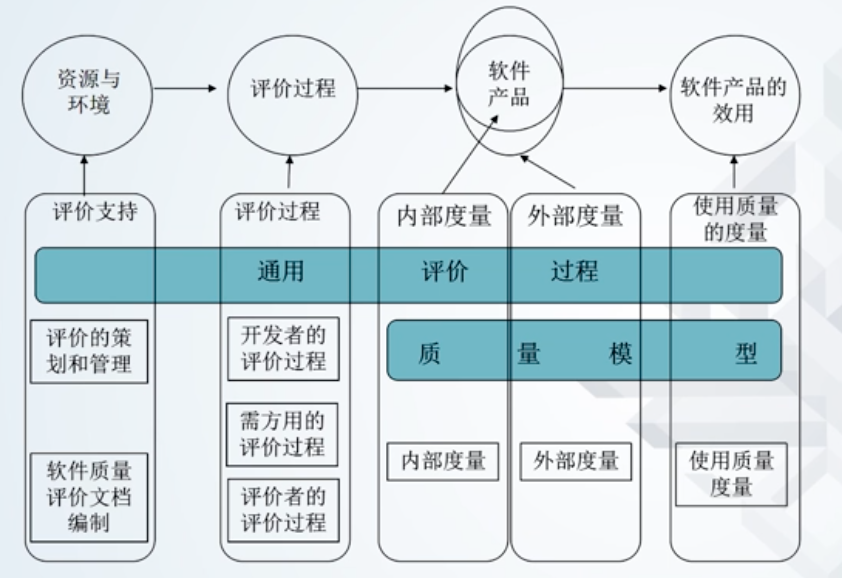 资源与
环境
评价过程
软件
产品
软件产品的
效用
评价支持
评价过程
内部度量
外部度量
使用质量
的度量
通用 评价 过程
质 量 模 型
评价的策
划和管理
软件质量
评价文档
编制
开发者的
评价过程
需方用的
评价过程
评价者的
评价过程
内部度量
外部度量
使用质量
度量